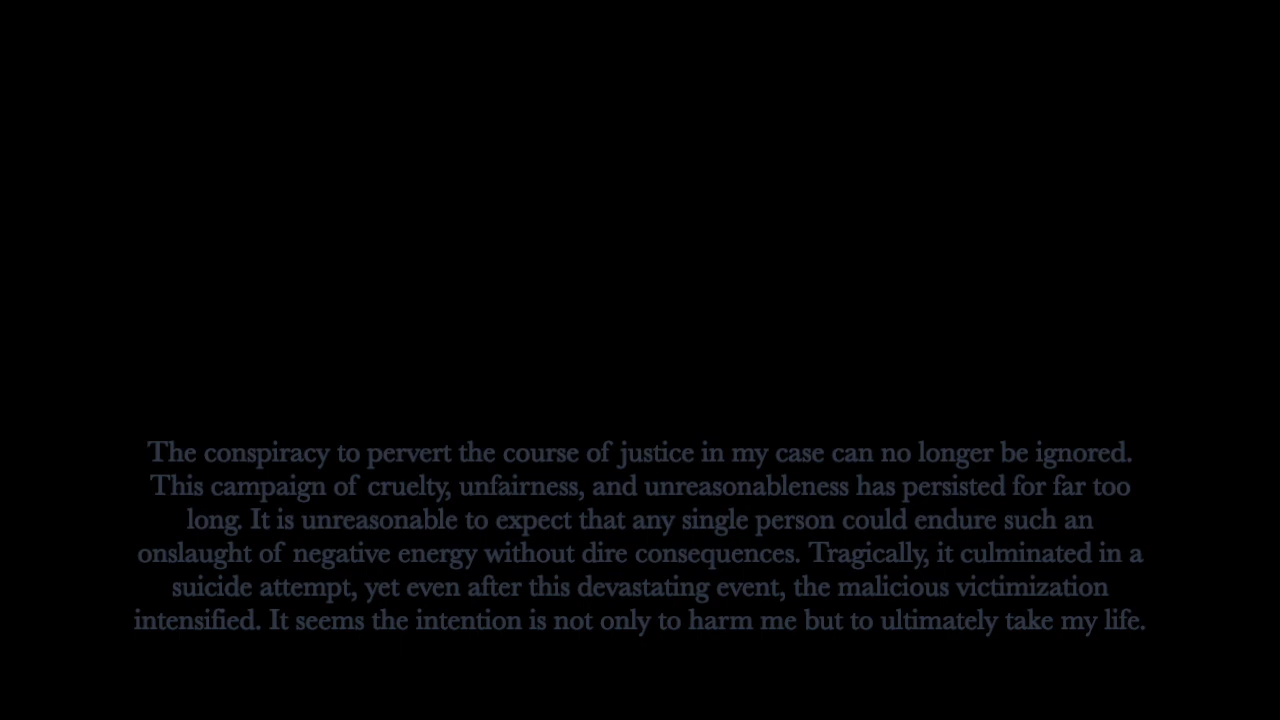 The conspiracy to pervert the course of justice in my case can no longer be ignored.
This campaign of cruelty, unfairness, and unreasonableness has persisted for far too
long. It is unreasonable to expect that any single person could endure such an
onslaught of negative energy without dire consequences. Tragically, it culminated in a
suicide attempt, yet even after this devastating event, the malicious victimization
intensified. It seems the intention is not only to harm me but to ultimately take my life.